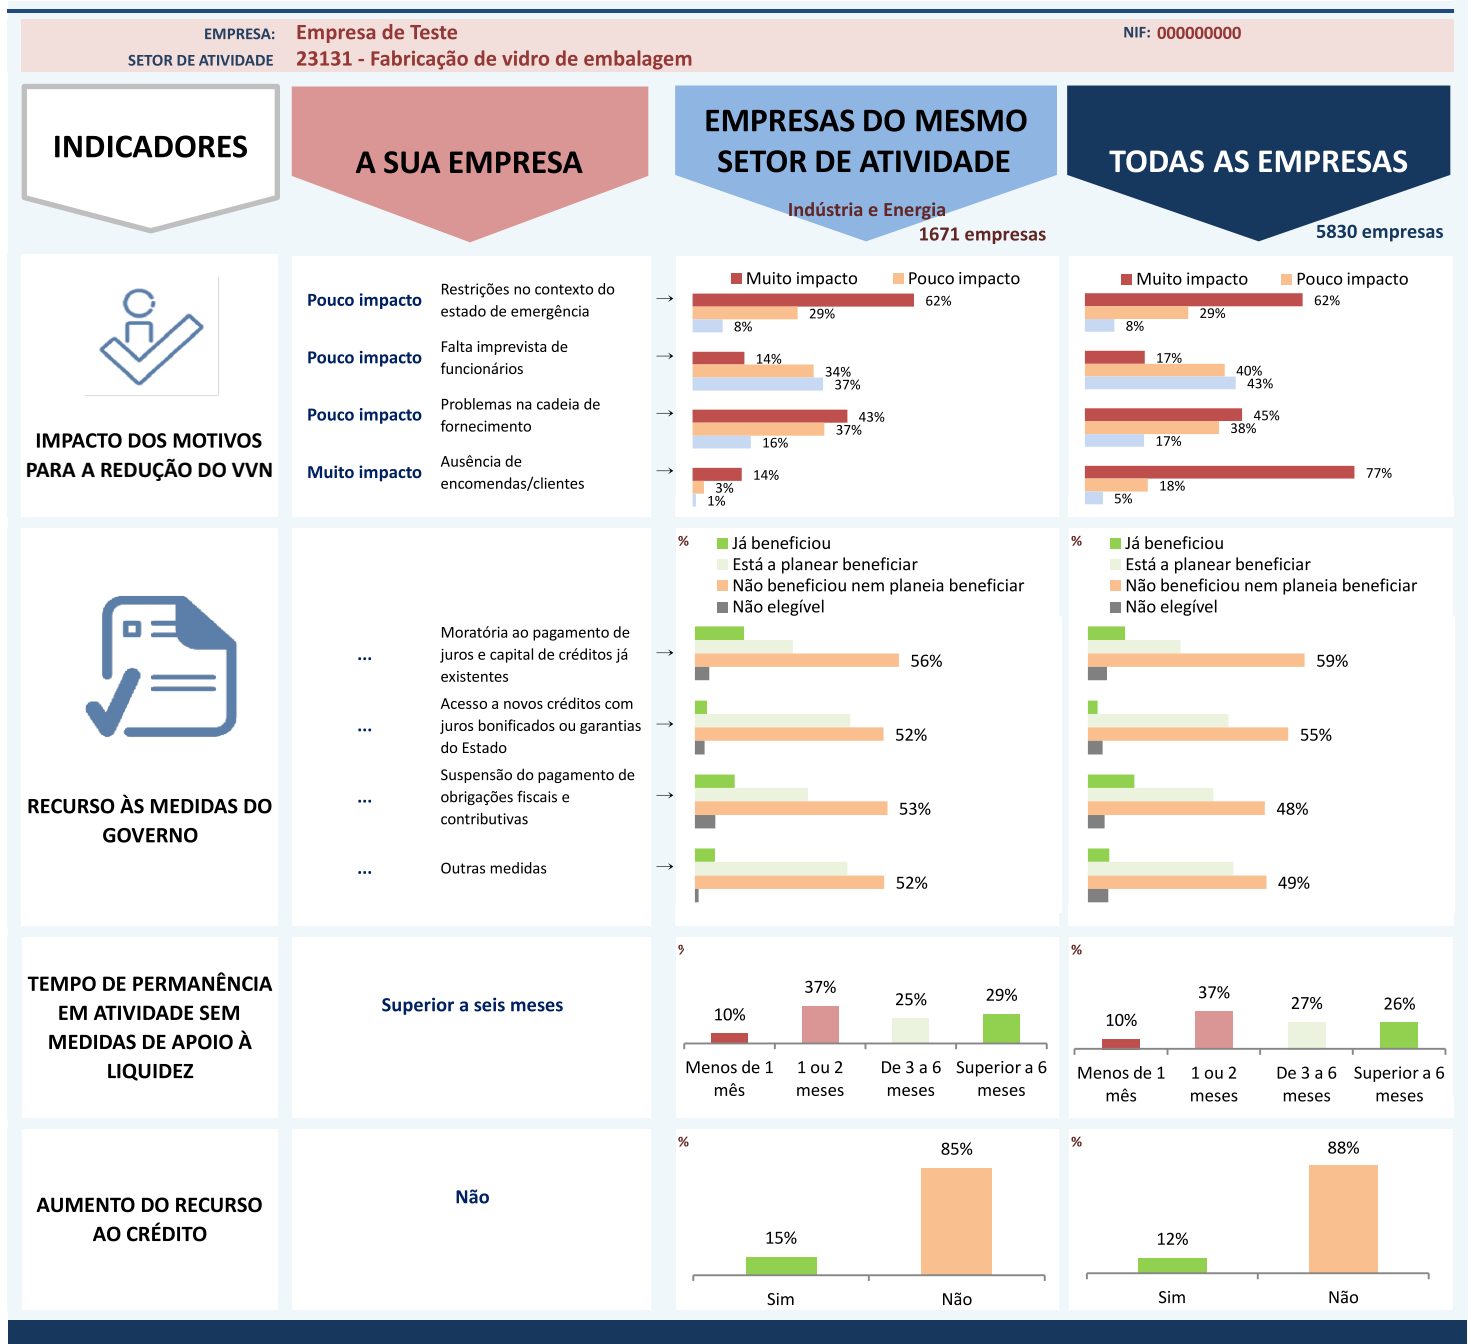 EMPRESA: Empresa de Teste NIF: 000000000
SETOR DE ATIVIDADE 23131 - Fabricação de vidro de embalagem
INDICADORES
A SUA EMPRESA
EMPRESAS DO MESMO
SETOR DE ATIVIDADE
Indústria e Energia
1671 empresas
TODAS AS EMPRESAS
5830 empresas
IMPACTO DOS MOTIVOS
PARA A REDUÇÃO DO VVN
Pouco impacto
Restrições no contexto do
estado de emergência
→
Pouco impacto
Falta imprevista de
funcionários
→
Pouco impacto
Problemas na cadeia de
fornecimento
→
Muito impacto
Ausência de
encomendas/clientes
→
Muito impacto Pouco impacto
62%
29%
8%
14%
34%
37%
43%
37%
16%
14%
3%
1%
Muito impacto Pouco impacto
62%
29%
8%
17%
40%
43%
45%
38%
17%
77%
18%
5%
RECURSO ÀS MEDIDAS DO
GOVERNO
...
Moratória ao pagamento de
juros e capital de créditos já
existentes
→
...
Acesso a novos créditos com
juros bonificados ou garantias
do Estado
→
...
Suspensão do pagamento de
obrigações fiscais e
contributivas
→
...
Outras medidas
→
%
Já beneficiou
Está a planear beneficiar
Não beneficiou nem planeia beneficiar
Não elegível
56%
52%
53%
52%
%
Já beneficiou
Está a planear beneficiar
Não beneficiou nem planeia beneficiar
Não elegível
59%
55%
48%
49%
TEMPO DE PERMANÊNCIA
EM ATIVIDADE SEM
MEDIDAS DE APOIO À
LIQUIDEZ
Superior a seis meses
%
10% 37% 25% 29%
Menos de 1 1 ou 2 De 3 a 6 Superior a 6
mês meses meses meses
%
10% 37% 27% 26%
Menos de 1 1 ou 2 De 3 a 6 Superior a 6
mês meses meses meses
AUMENTO DO RECURSO
AO CRÉDITO
Não
%
15% 85%
Sim Não
%
12% 88%
Sim Não